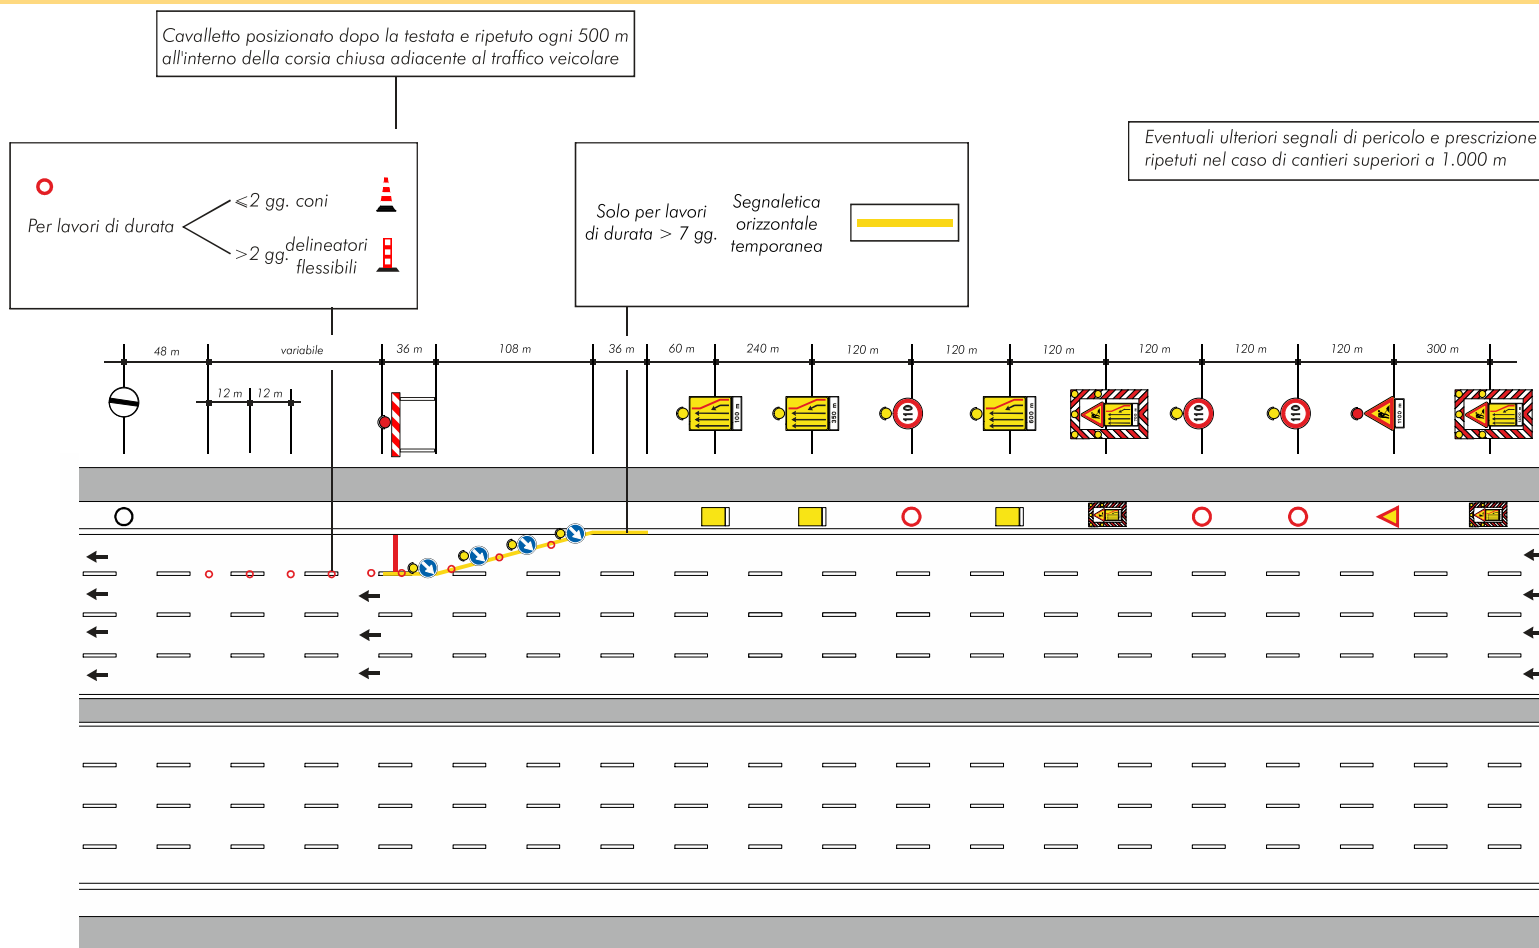 Cavalletto posizionato dopo la testata e ripetuto ogni 500 m
all'interno della corsia chiusa adiacente al traffico veicolare
Eventuali ulteriori segnali di pericolo e prescrizione
ripetuti nel caso di cantieri superiori a 1.000 m
Per lavori di durata
⩽2 gg. coni
>2 gg.
delineatori
flessibili
Solo per lavori
di durata > 7 gg.
Segnaletica
orizzontale
temporanea
48 m
variabile
36 m
108 m
36 m
60 m
240 m
120 m
120 m
120 m
120 m
120 m
120 m
300 m
12 m
12 m
100 m
350 m
110
600 m
110
110